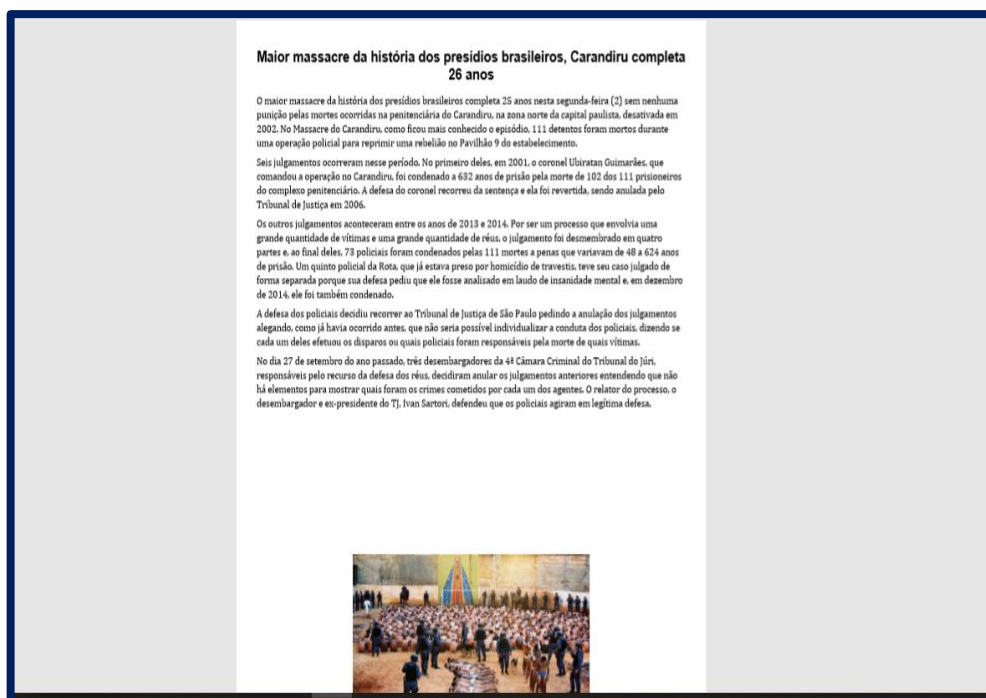 Maior massacre da história dos presídios brasileiros, Carandiru completa
26 anos
O maior massacre da história dos presídios brasileiros completa 25 anos nesta segunda-feira (2) sem nenhuma
punição pelas mortes ocorridas na penitenciária do Carandiru, na zona norte da capital paulista, desativada em
2002. No Massacre do Carandiru, como ficou mais conhecido o episódio, 111 detentos foram mortos durante
uma operação policial para reprimir uma rebelião no Pavilhão 9 do estabelecimento.
Seis julgamentos ocorreram nesse período. No primeiro deles, em 2001, o coronel Ubiratan Guimarães, que
comandou a operação no Carandiru, foi condenado a 632 anos de prisão pela morte de 102 dos 111 prisioneiros
do complexo penitenciário. A defesa do coronel recorreu da sentença e ela foi revertida, sendo anulada pelo
Tribunal de Justiça em 2006.
Os outros julgamentos aconteceram entre os anos de 2013 e 2014. Por ser um processo que envolvia uma
grande quantidade de vítimas e uma grande quantidade de réus, o julgamento foi desmembrado em quatro
partes e, ao final deles, 73 policiais foram condenados pelas 111 mortes a penas que variavam de 48 a 624 anos
de prisão. Um quinto policial da Rota, que já estava preso por homicídio de travestis, teve seu caso julgado de
forma separada porque sua defesa pediu que ele fosse analisado em laudo de insanidade mental e, em dezembro
de 2014, ele foi também condenado.
A defesa dos policiais decidiu recorrer ao Tribunal de Justiça de São Paulo pedindo a anulação dos julgamentos
alegando, como já havia ocorrido antes, que não seria possível individualizar a conduta dos policiais, dizendo se
cada um deles efetuou os disparos ou quais policiais foram responsáveis pela morte de quais vítimas.
No dia 27 de setembro do ano passado, três desembargadores da 4ª Câmara Criminal do Tribunal do Júri,
responsáveis pelo recurso da defesa dos réus, decidiram anular os julgamentos anteriores entendendo que não
há elementos para mostrar quais foram os crimes cometidos por cada um dos agentes. O relator do processo, o
desembargador e ex-presidente do TJ, Ivan Sartori, defendeu que os policiais agiram em legítima defesa.